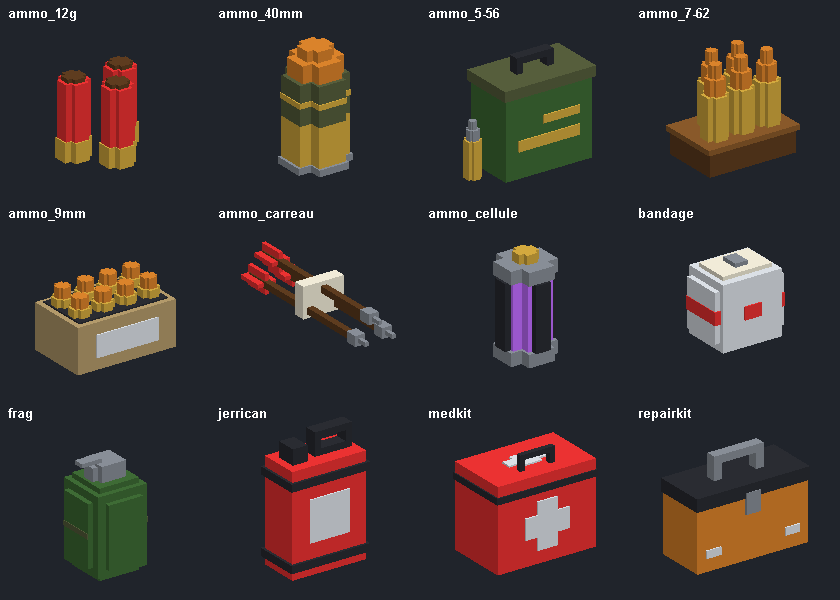 ammo_12g
ammo_40mm
ammo_5-56
ammo_7-62
ammo_9mm
ammo_carreau
ammo_cellule
bandage
frag
jerrican
medkit
repairkit